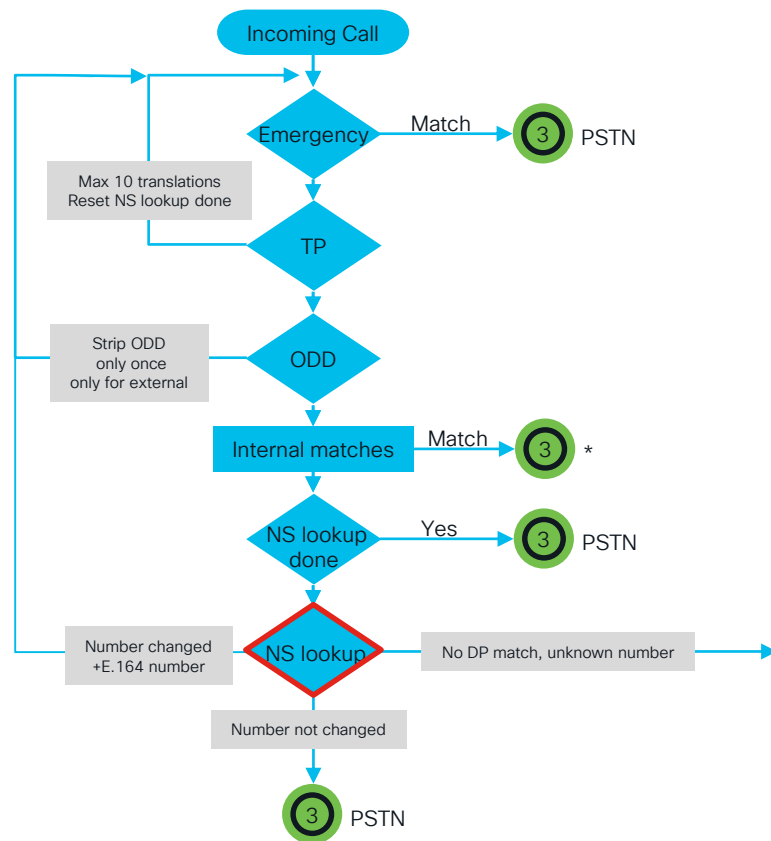 Incoming Call
Emergency
Match
3
PSTN
Max 10 translations
Reset NS lookup done
TP
Strip ODD
only once
only for external
ODD
Internal matches
Match
3
*
NS lookup
done
Yes
3
PSTN
Number changed
+E.164 number
NS lookup
No DP match, unknown number
Number not changed
3
PSTN